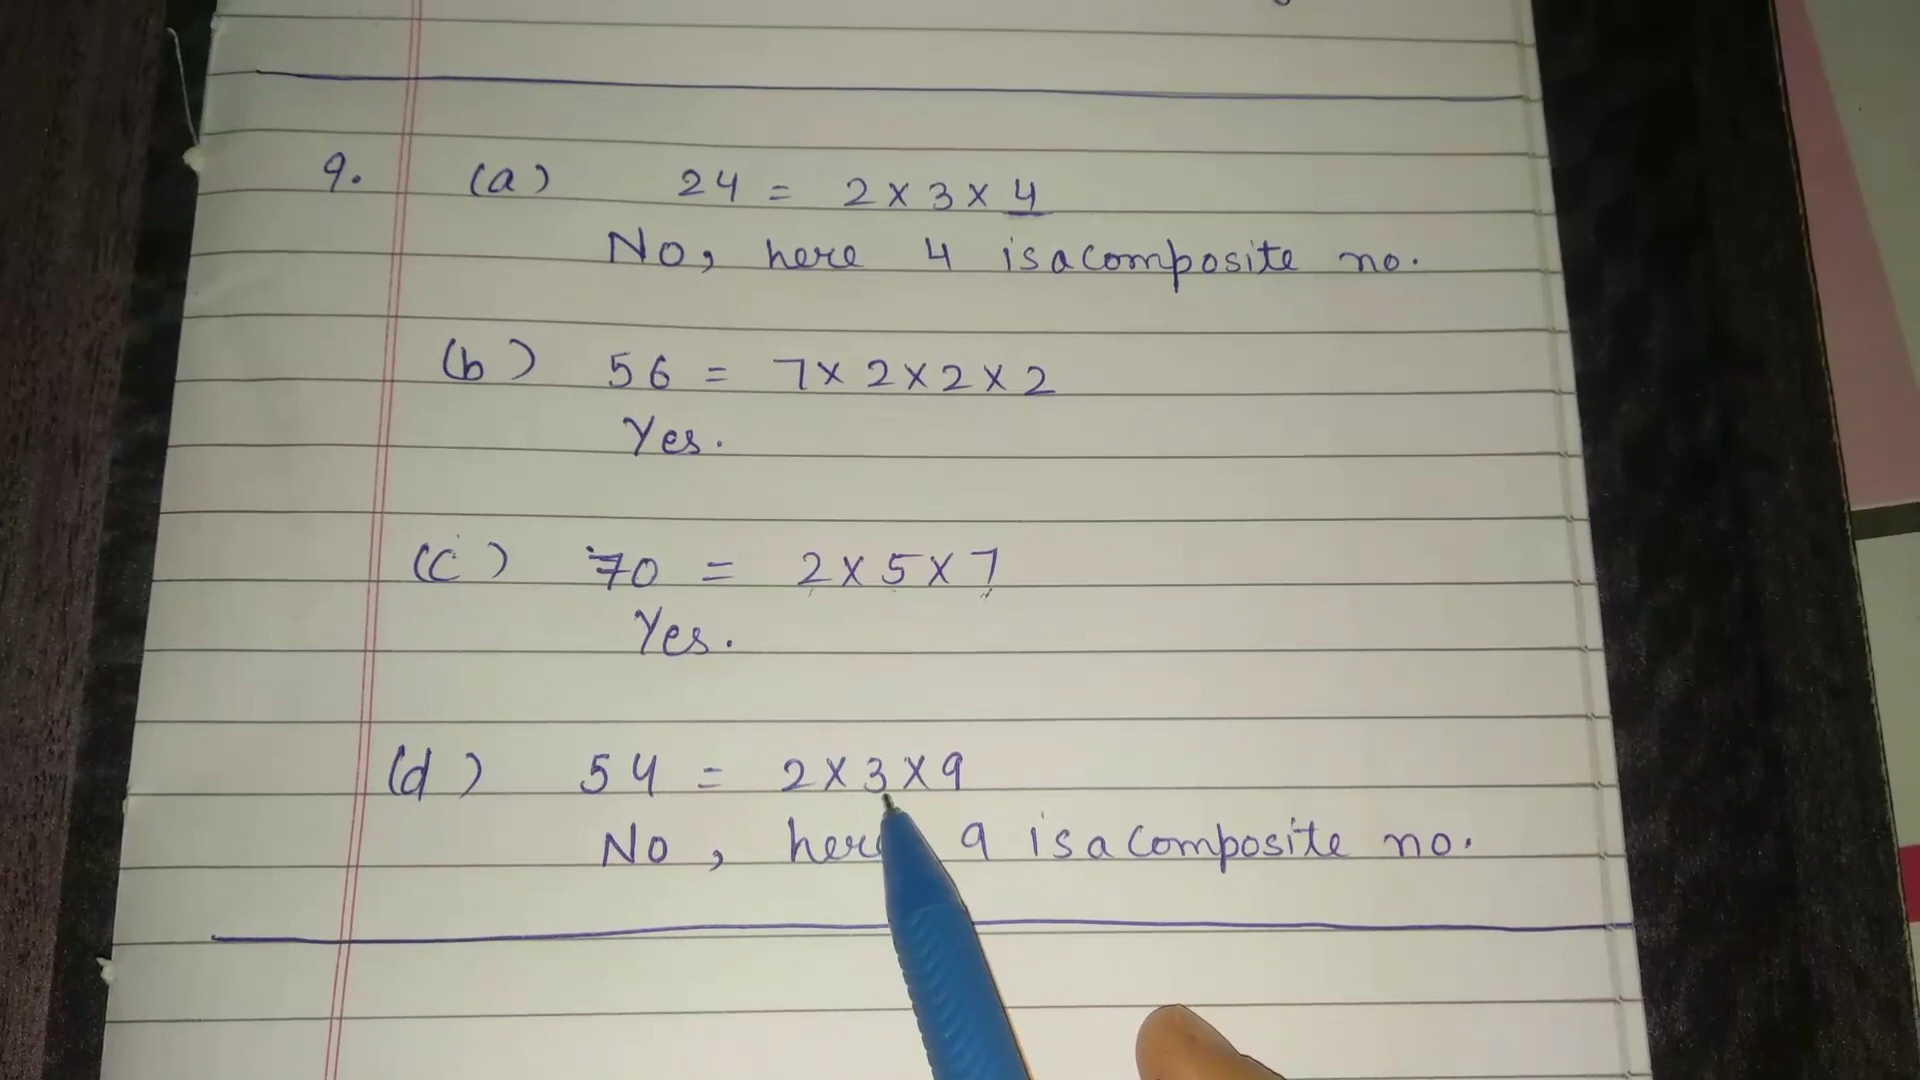 9. (a) 24 = 2 × 3 × 4
No, here 4 is a composite no.
(b) 56 = 7 × 2 × 2 × 2
Yes.
(c) 70 = 2 × 5 × 7
Yes.
(d) 54 = 2 × 3 × 9
No, here 9 is a composite no.